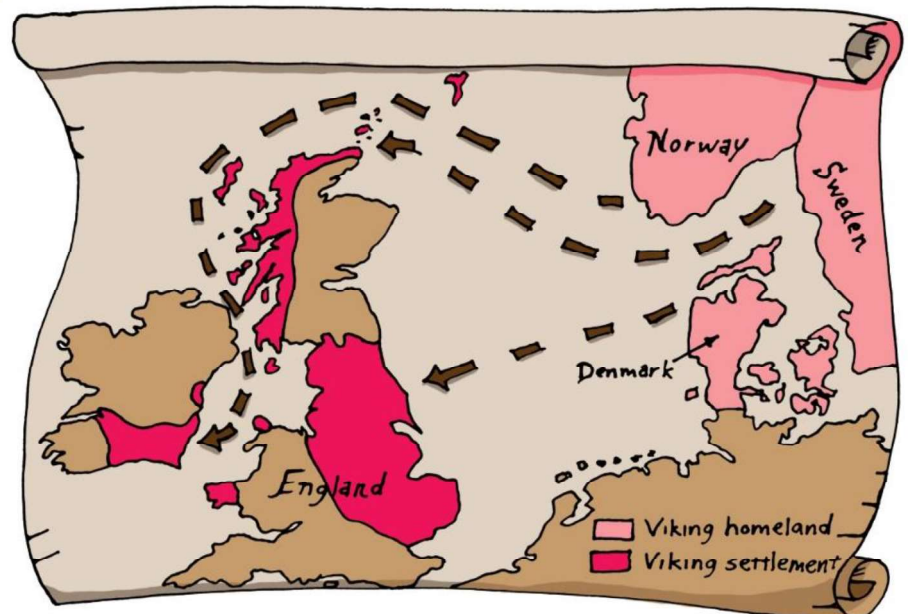 Norway
Sweden
Denmark
England
Viking homeland
Viking settlement